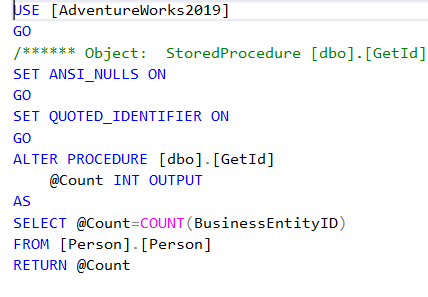 USE [AdventureWorks2019]
GO
/****** Object:  StoredProcedure [dbo].[GetId]
SET ANSI_NULLS ON
GO
SET QUOTED_IDENTIFIER ON
GO
ALTER PROCEDURE [dbo].[GetId]
    @Count INT OUTPUT
AS
SELECT @Count=COUNT(BusinessEntityID)
FROM [Person].[Person]
RETURN @Count